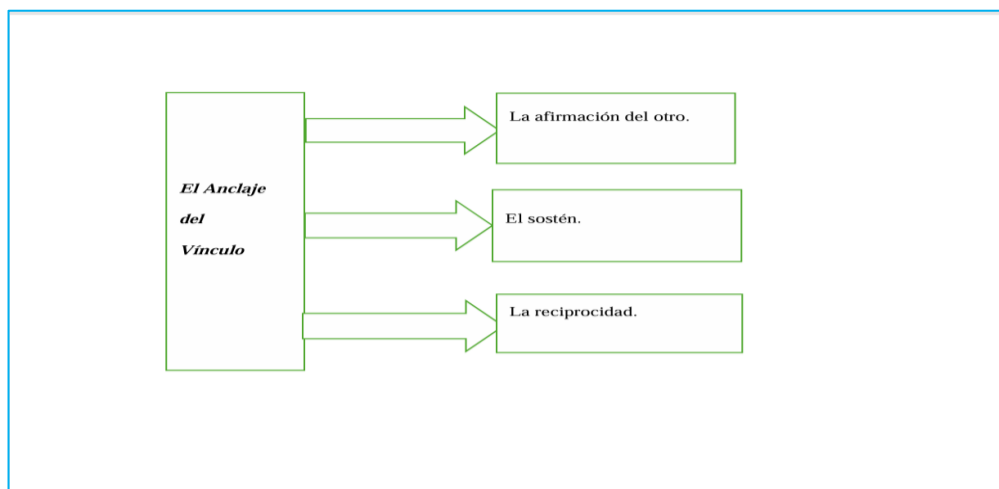 El Anclaje
del
Vínculo
La afirmación del otro.
El sostén.
La reciprocidad.